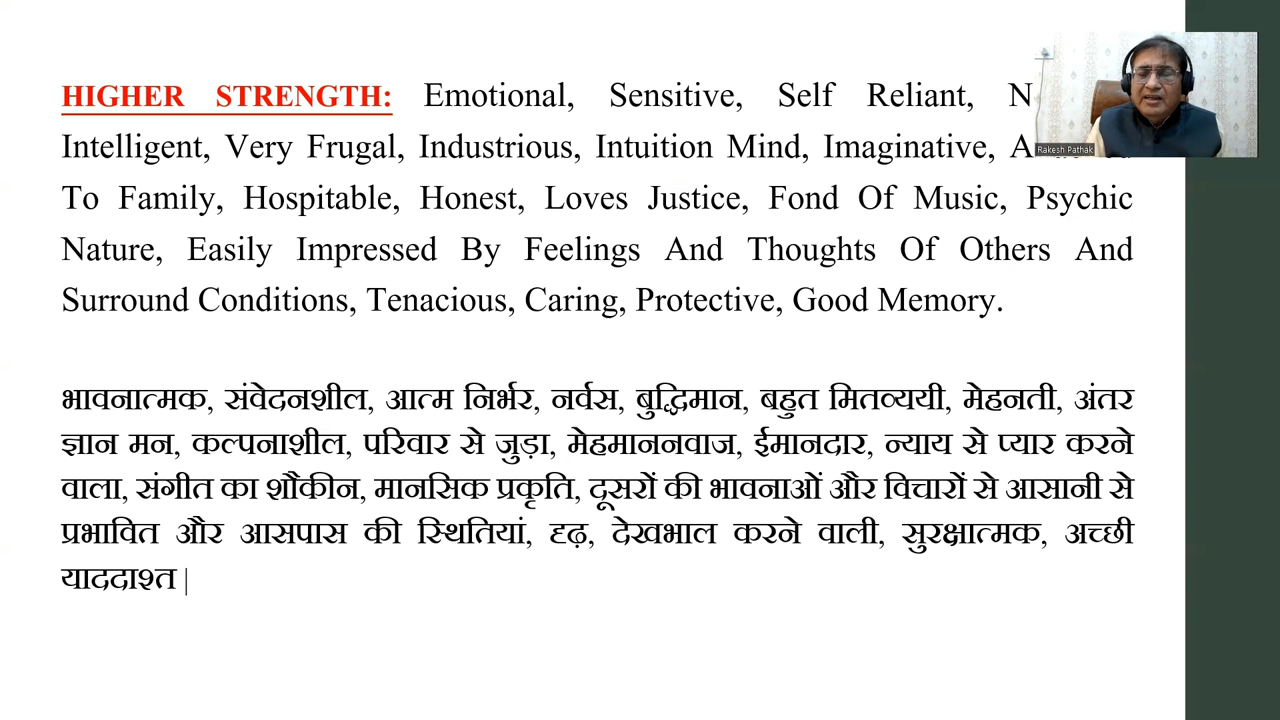 HIGHER STRENGTH: Emotional, Sensitive, Self Reliant,
Intelligent, Very Frugal, Industrious, Intuition Mind, Imaginative,
To Family, Hospitable, Honest, Loves Justice, Fond Of Music, Psychic
Nature, Easily Impressed By Feelings And Thoughts Of Others And
Surround Conditions, Tenacious, Caring, Protective, Good Memory.
Rakesh Pathak
भावनात्मक, संवेदनशील, आत्म निर्भर, नर्वस, बुद्धिमान, बहुत मितव्ययी, मेहनती, अंतर
ज्ञान मन, कल्पनाशील, परिवार से जुड़ा, मेहमाननवाज, ईमानदार, न्याय से प्यार करने
वाला, संगीत का शौकीन, मानसिक प्रकृति, दूसरों की भावनाओं और विचारों से आसानी से
प्रभावित और आसपास की स्थितियां, दृढ़, देखभाल करने वाली, सुरक्षात्मक, अच्छी
याददाश्त |